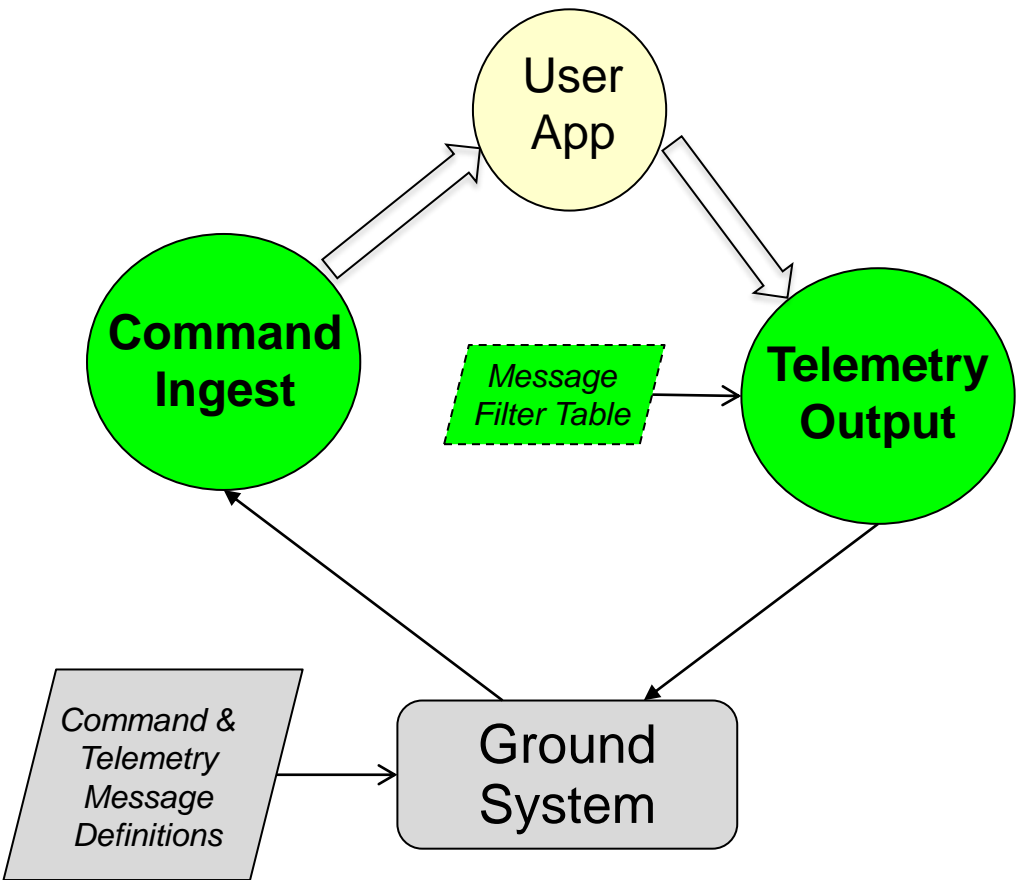 User
App
Command
Ingest
Message
Filter Table
Telemetry
Output
Command &
Telemetry
Message
Definitions
Ground
System